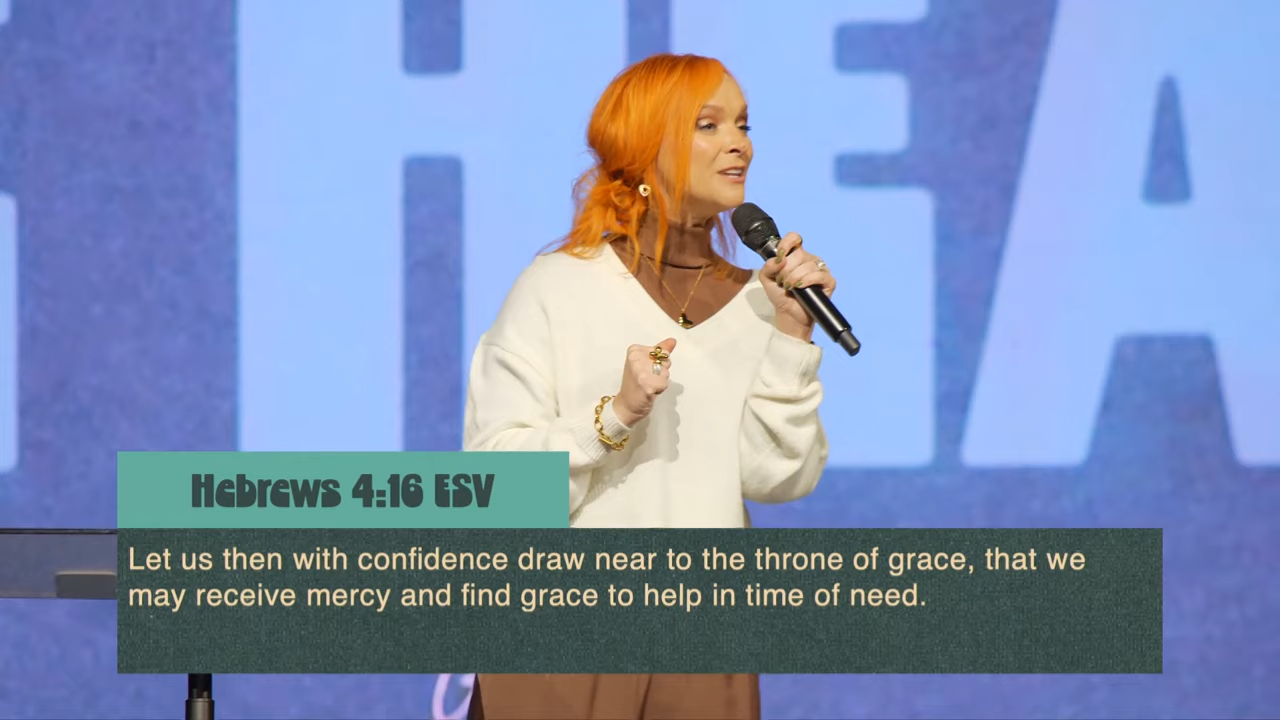 HEA
Hebrews 4:16 ESV
Let us then with confidence draw near to the throne of grace, that we
may receive mercy and find grace to help in time of need.